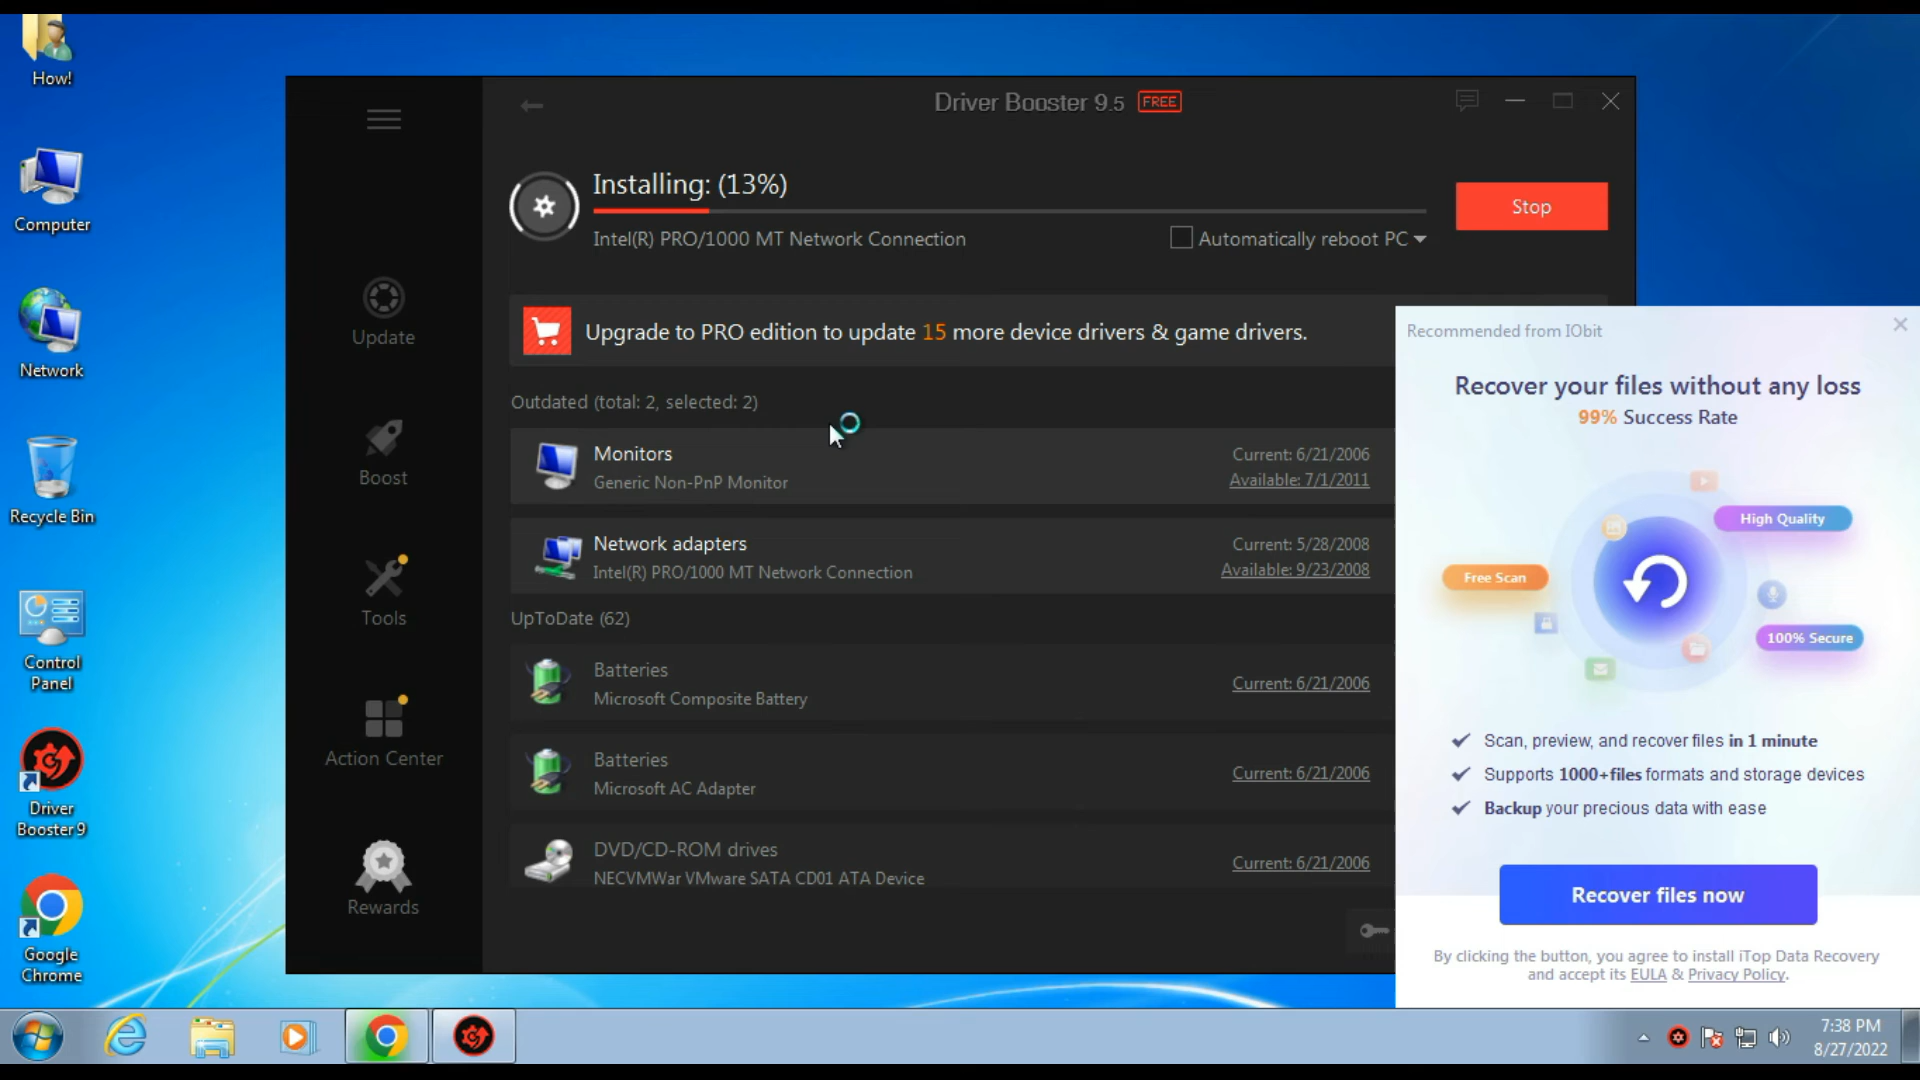 How!
Computer
Network
Recycle Bin
Control
Panel
Driver
Booster 9
Google
Chrome
Update
Boost
Tools
Action Center
Rewards
Driver Booster 9.5 FREE
Installing: (13%)
Intel(R) PRO/1000 MT Network Connection
Automatically reboot PC
Stop
Upgrade to PRO edition to update 15 more device drivers & game drivers.
Outdated (total: 2, selected: 2)
Monitors
Generic Non-PnP Monitor
Current: 6/21/2006
Available: 7/1/2011
Network adapters
Intel(R) PRO/1000 MT Network Connection
Current: 5/28/2008
Available: 9/23/2008
UpToDate (62)
Batteries
Microsoft Composite Battery
Current: 6/21/2006
Batteries
Microsoft AC Adapter
Current: 6/21/2006
DVD/CD-ROM drives
NECVMWar VMware SATA CD01 ATA Device
Current: 6/21/2006
Recommended from IObit
Recover your files without any loss
99% Success Rate
High Quality
Free Scan
100% Secure
Scan, preview, and recover files in 1 minute
Supports 1000+files formats and storage devices
Backup your precious data with ease
Recover files now
By clicking the button, you agree to install iTop Data Recovery
and accept its EULA & Privacy Policy.
7:38 PM
8/27/2022